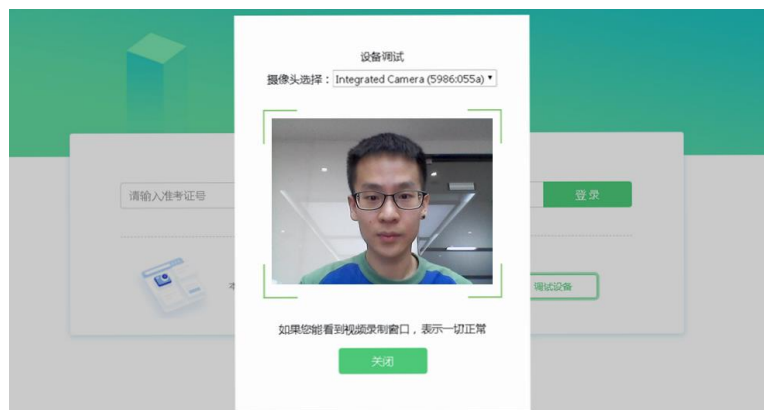 设备调试
摄像头选择： Integrated Camera (5986:055a)
请输入准考证号
登录
本
调试设备
如果您能看到视频录制窗口，表示一切正常
关闭